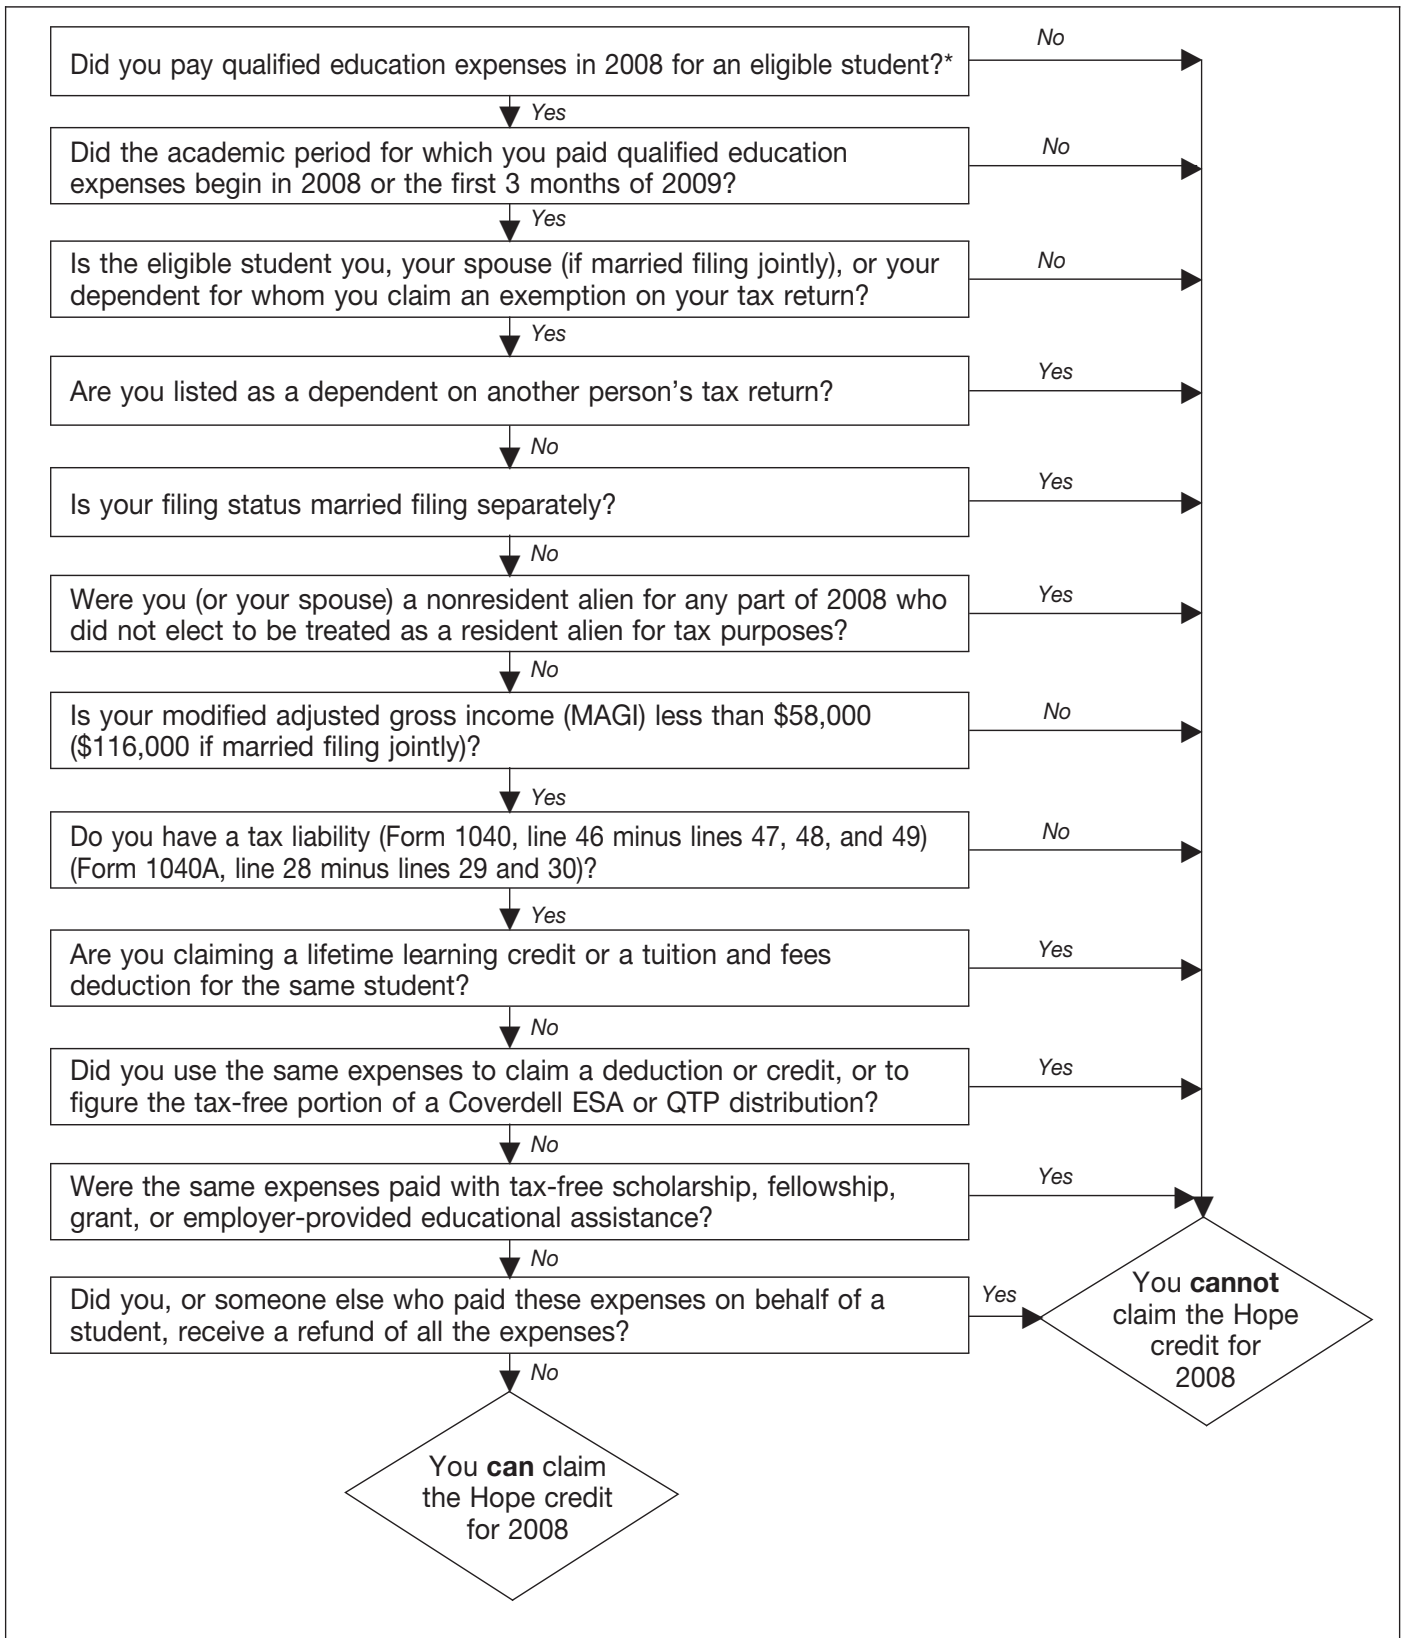 Did you pay qualified education expenses in 2008 for an eligible student?*
No
Yes
Did the academic period for which you paid qualified education
expenses begin in 2008 or the first 3 months of 2009?
No
Yes
Is the eligible student you, your spouse (if married filing jointly), or your
dependent for whom you claim an exemption on your tax return?
No
Yes
Are you listed as a dependent on another person’s tax return?
Yes
No
Is your filing status married filing separately?
Yes
No
Were you (or your spouse) a nonresident alien for any part of 2008 who
did not elect to be treated as a resident alien for tax purposes?
Yes
No
Is your modified adjusted gross income (MAGI) less than $58,000
($116,000 if married filing jointly)?
No
Yes
Do you have a tax liability (Form 1040, line 46 minus lines 47, 48, and 49)
(Form 1040A, line 28 minus lines 29 and 30)?
No
Yes
Are you claiming a lifetime learning credit or a tuition and fees
deduction for the same student?
Yes
No
Did you use the same expenses to claim a deduction or credit, or to
figure the tax-free portion of a Coverdell ESA or QTP distribution?
Yes
No
Were the same expenses paid with tax-free scholarship, fellowship,
grant, or employer-provided educational assistance?
Yes
No
Did you, or someone else who paid these expenses on behalf of a
student, receive a refund of all the expenses?
Yes
No
You cannot
claim the Hope
credit for
2008
You can claim
the Hope credit
for 2008